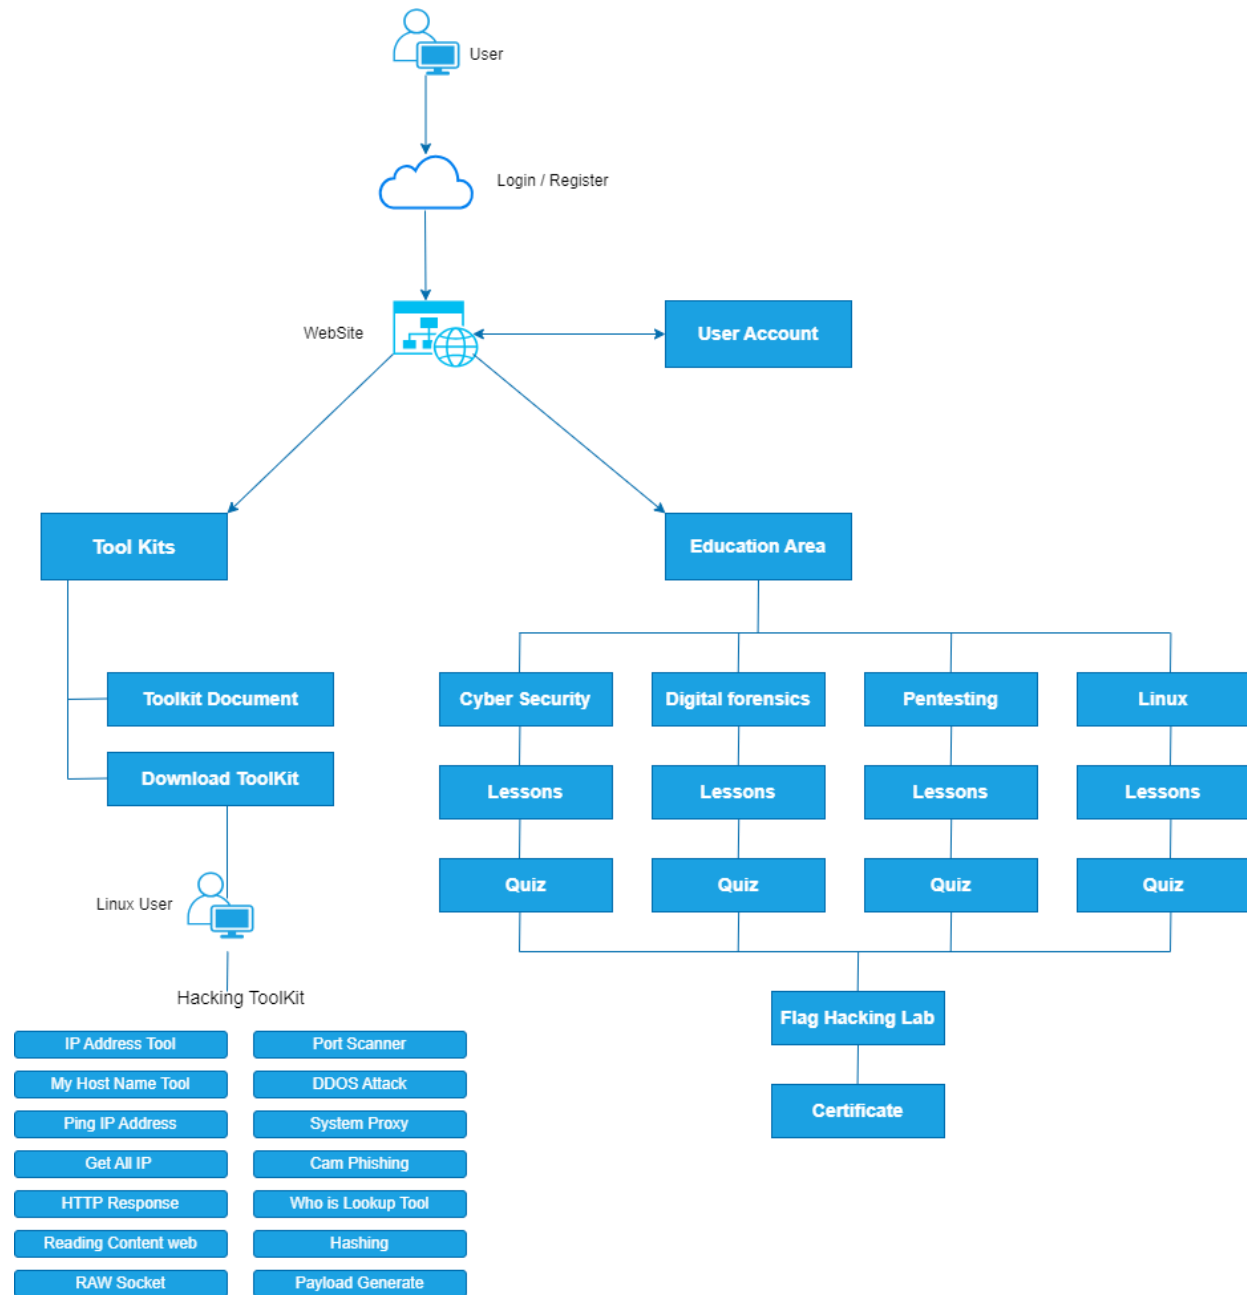 User
Login / Register
WebSite
User Account
Tool Kits
Education Area
Toolkit Document
Download ToolKit
Linux User
Hacking ToolKit
IP Address Tool
Port Scanner
My Host Name Tool
DDOS Attack
Ping IP Address
System Proxy
Get All IP
Cam Phishing
HTTP Response
Who is Lookup Tool
Reading Content web
Hashing
RAW Socket
Payload Generate
Cyber Security
Digital forensics
Pentesting
Linux
Lessons
Lessons
Lessons
Lessons
Quiz
Quiz
Quiz
Quiz
Flag Hacking Lab
Certificate